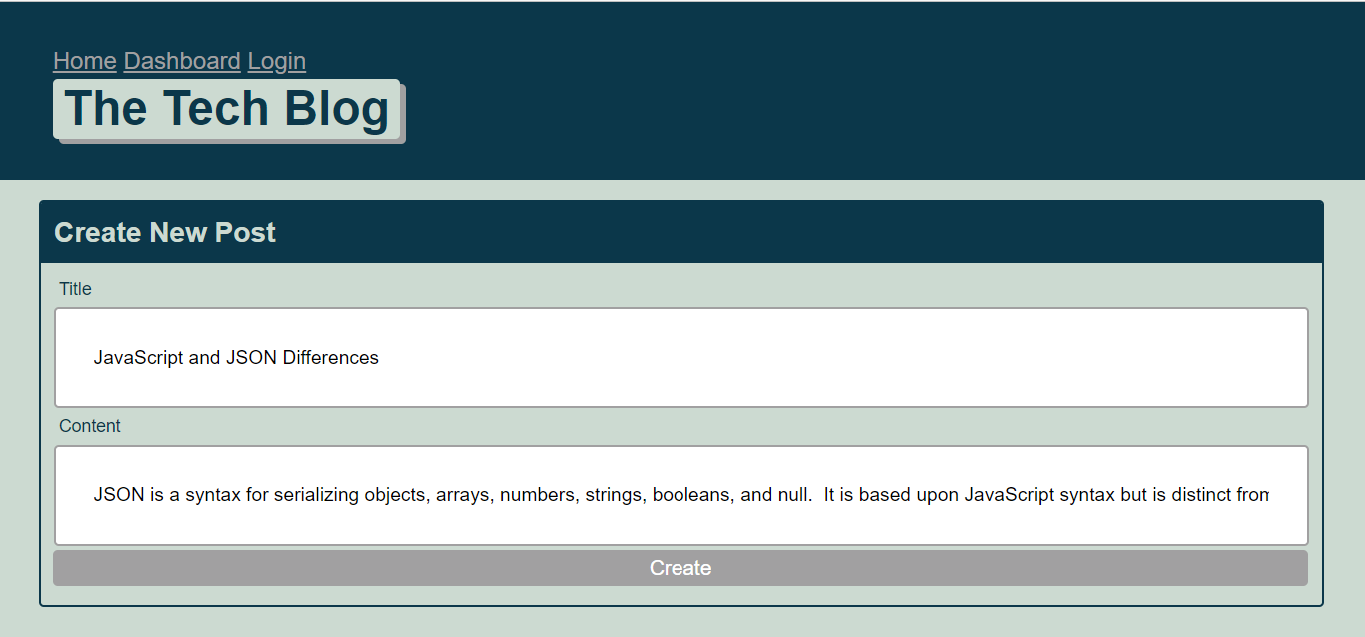 Home Dashboard Login
The Tech Blog
Create New Post
Title
JavaScript and JSON Differences
Content
JSON is a syntax for serializing objects, arrays, numbers, strings, booleans, and null.  It is based upon JavaScript syntax but is distinct from
Create